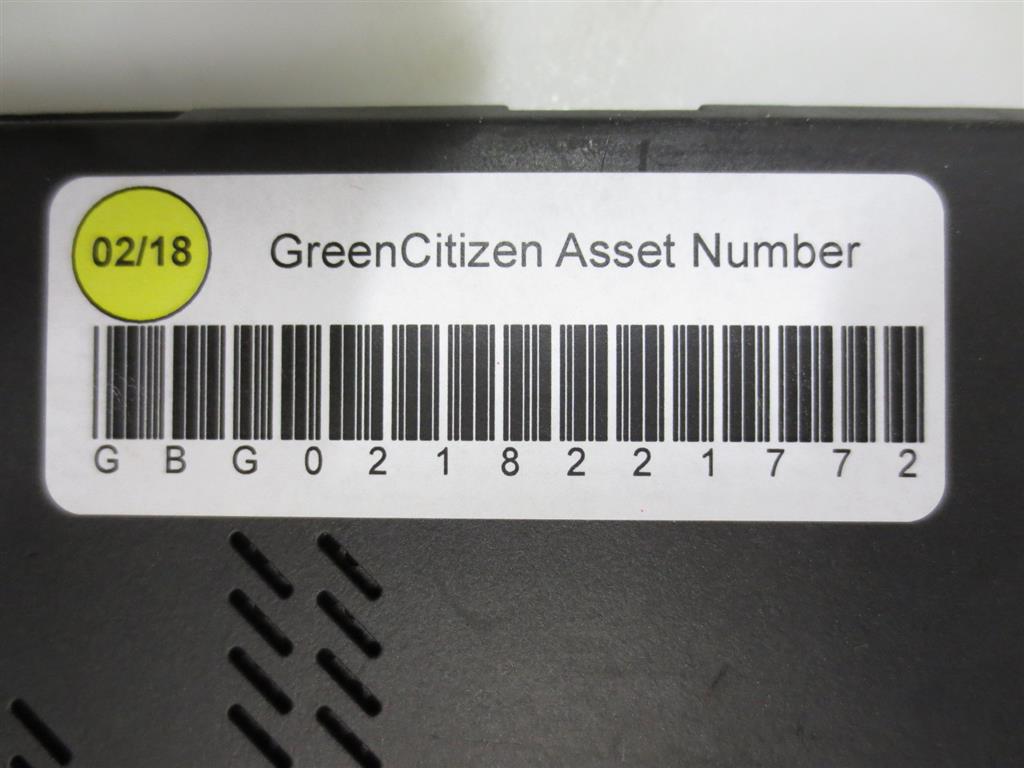 02/18 GreenCitizen Asset Number
G B G 0 2 1 8 2 2 1 7 7 2